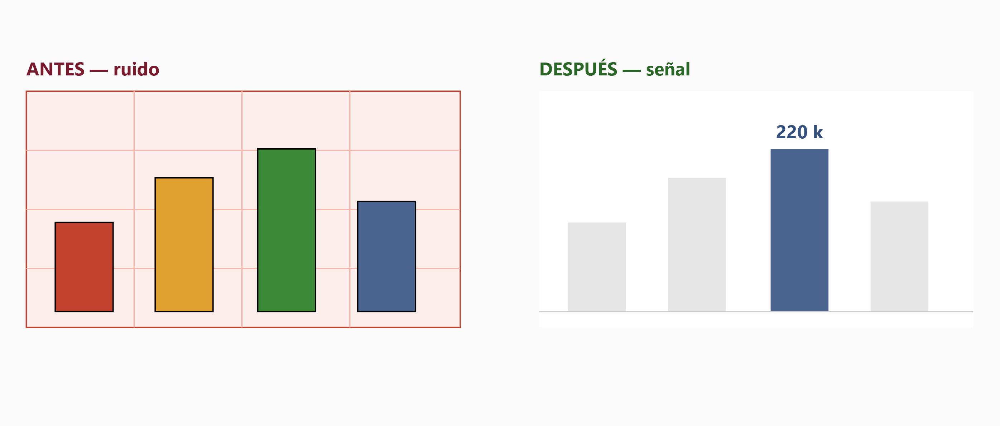 ANTES — ruido
DESPUÉS — señal
220 k